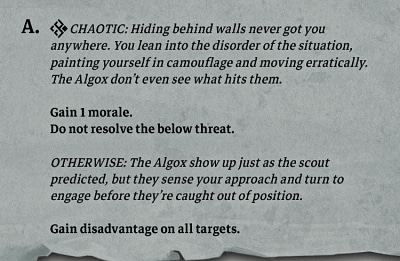 A. CHAOTIC: Hiding behind walls never got you
anywhere. You lean into the disorder of the situation,
painting yourself in camouflage and moving erratically.
The Algox don't even see what hits them.
Gain 1 morale.
Do not resolve the below threat.
OTHERWISE: The Algox show up just as the scout
predicted, but they sense your approach and turn to
engage before they're caught out of position.
Gain disadvantage on all targets.